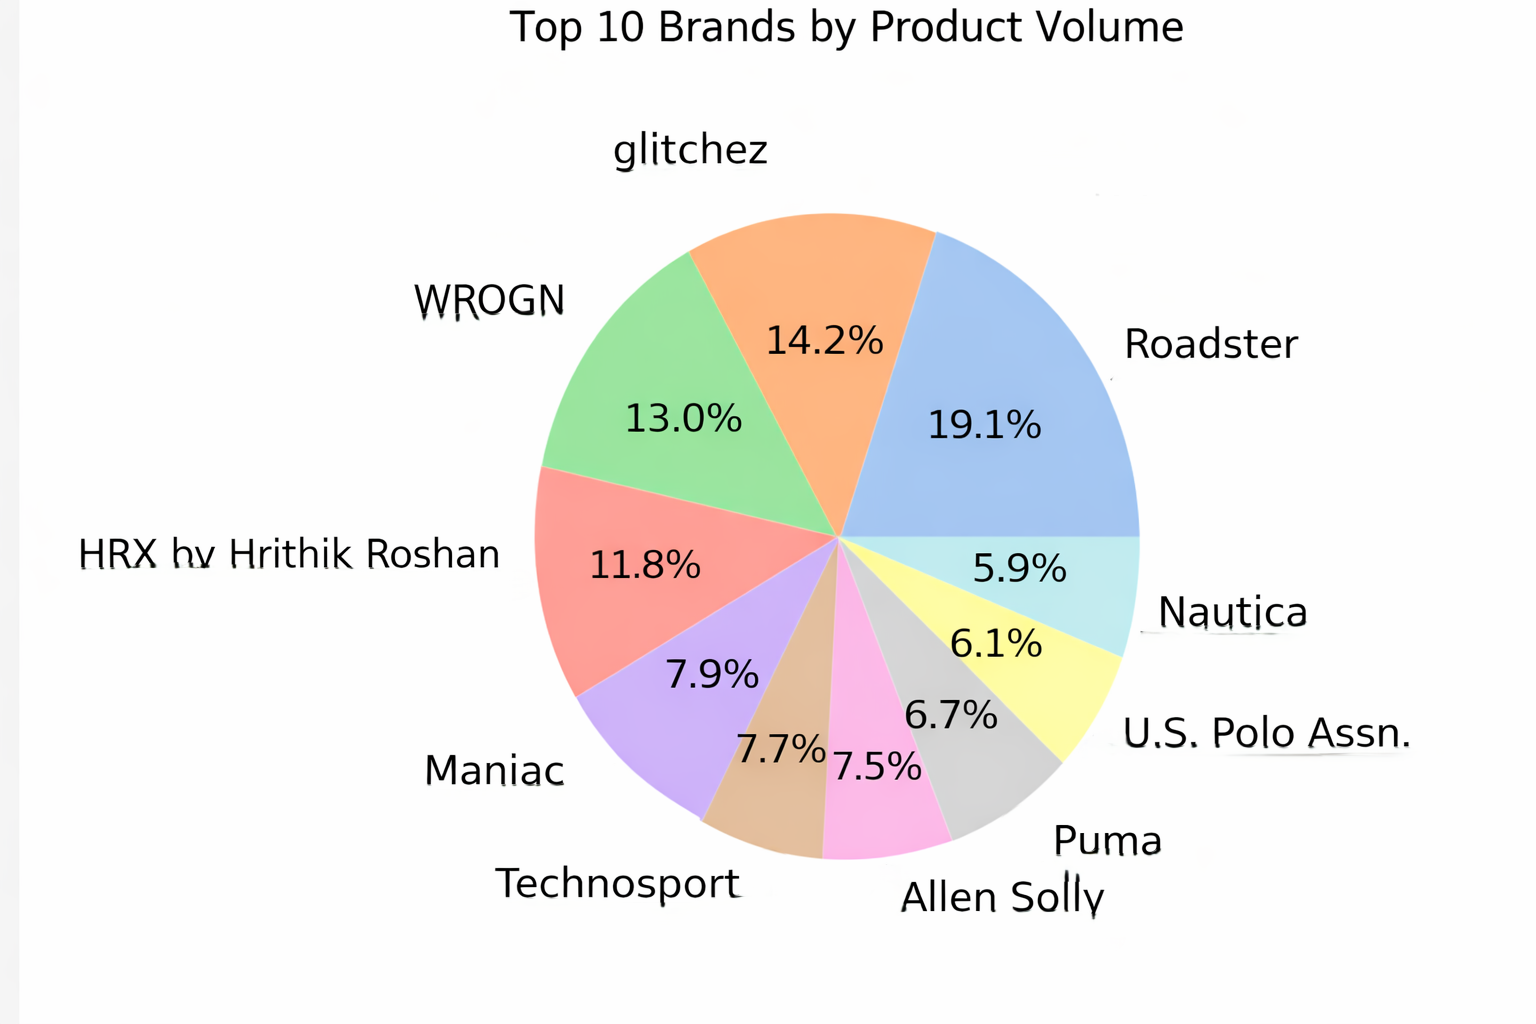 Top 10 Brands by Product Volume
glitchez
WROGN
14.2%
Roadster
13.0%
19.1%
HRX by Hrithik Roshan
11.8%
5.9%
Nautica
6.1%
7.9%
6.7%
U.S. Polo Assn.
7.7%
7.5%
Maniac
Puma
Technosport
Allen Solly